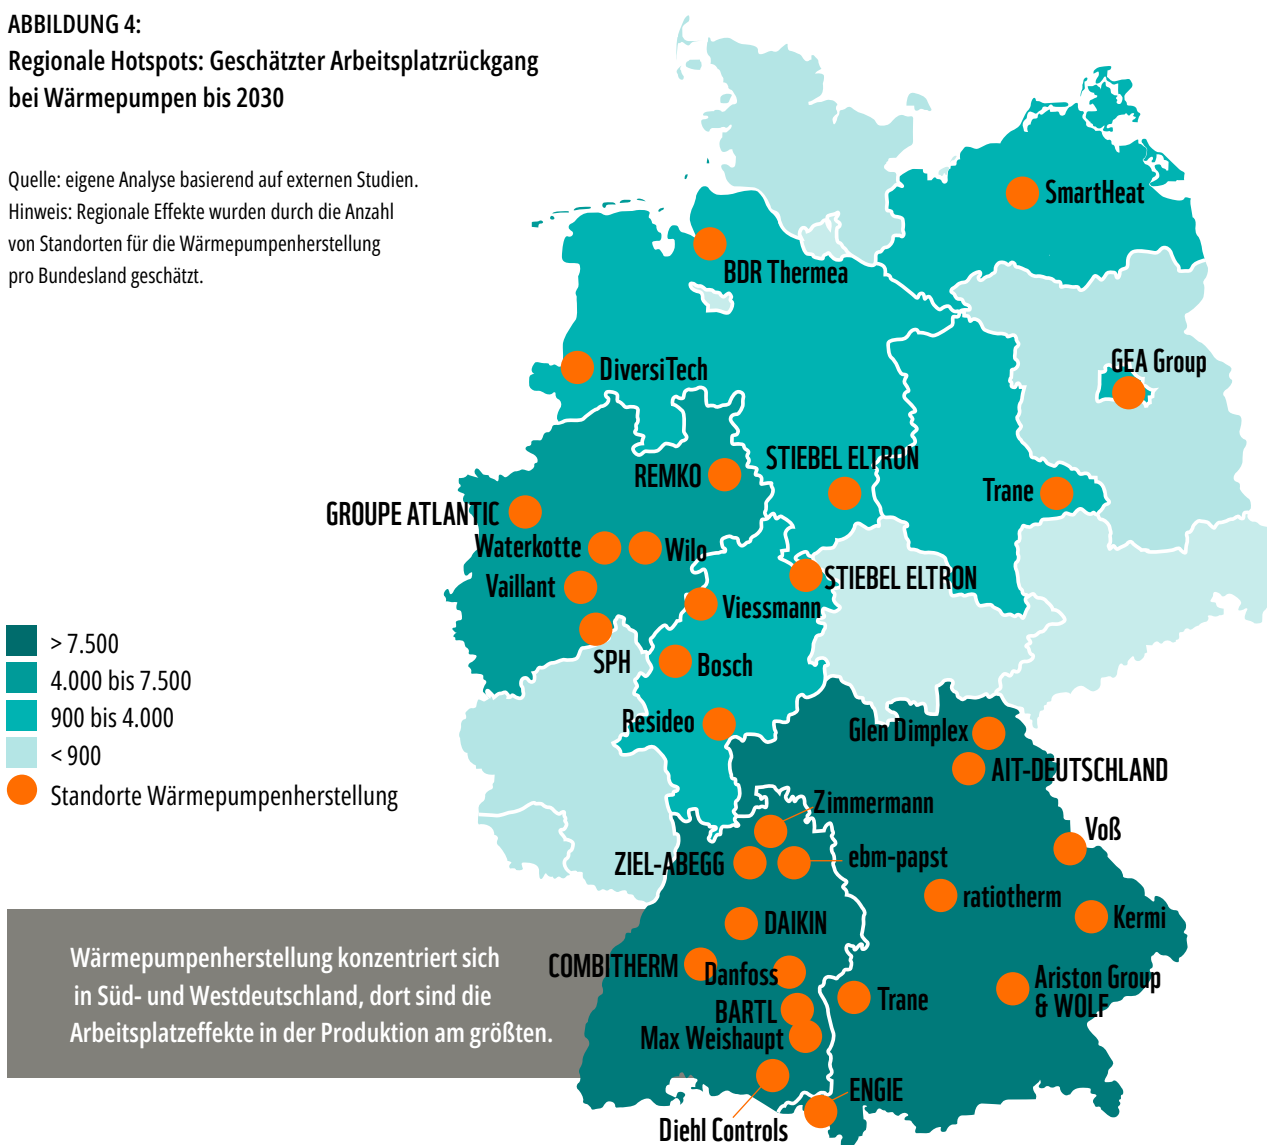 ABBILDUNG 4:
Regionale Hotspots: Geschätzter Arbeitsplatzrückgang
bei Wärmepumpen bis 2030
Quelle: eigene Analyse basierend auf externen Studien.
Hinweis: Regionale Effekte wurden durch die Anzahl
von Standorten für die Wärmepumpenherstellung
pro Bundesland geschätzt.
SmartHeat
BDR Thermea
GEA Group
DiversiTech
STIEBEL ELTRON
REMKO
Trane
GROUPE ATLANTIC
Waterkotte
Wilo
STIEBEL ELTRON
Vaillant
Viessmann
SPH
Bosch
Resideo
> 7.500
4.000 bis 7.500
900 bis 4.000
< 900
Standorte Wärmepumpenherstellung
Glen Dimplex
AIT-DEUTSCHLAND
Zimmermann
Voß
ZIEL-ABEGG
ebm-papst
ratiotherm
Kermi
DAIKIN
COMBITHERM
Danfoss
Ariston Group
& WOLF
Trane
BARTL
Max Weishaupt
ENGIE
Diehl Controls
Wärmepumpenherstellung konzentriert sich
in Süd- und Westdeutschland, dort sind die
Arbeitsplatzeffekte in der Produktion am größten.